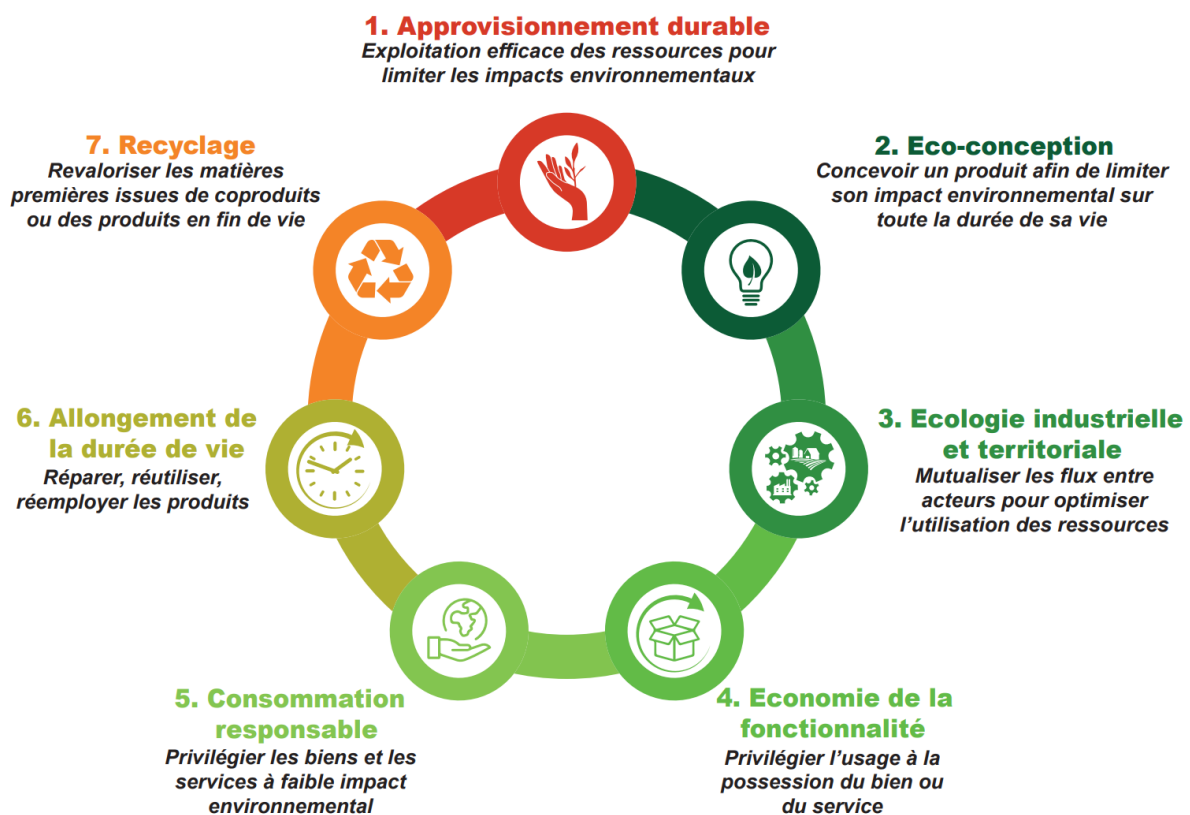 1. Approvisionnement durable
Exploitation efficace des ressources pour
limiter les impacts environnementaux
2. Eco-conception
Concevoir un produit afin de limiter
son impact environnemental sur
toute la durée de sa vie
3. Ecologie industrielle
et territoriale
Mutualiser les flux entre
acteurs pour optimiser
l’utilisation des ressources
4. Economie de la
fonctionnalité
Privilégier l’usage à la
possession du bien ou
du service
5. Consommation
responsable
Privilégier les biens et les
services à faible impact
environnemental
6. Allongement de
la durée de vie
Réparer, réutiliser,
réemployer les produits
7. Recyclage
Revaloriser les matières
premières issues de coproduits
ou des produits en fin de vie